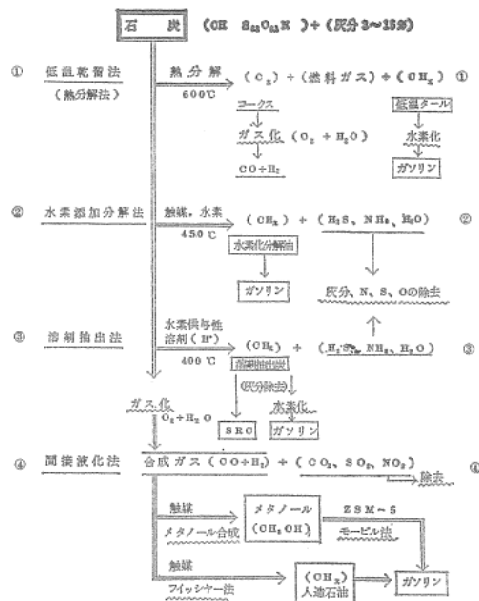 石 炭 (CH S O N)+(灰分3~15%)
① 低温乾留法 熱分解 (C )+(燃料ガス)+(CHx) ①
(熱分解法) 600℃
コークス 低温タール
ガス化 (O2+H2O) 水素化
CO+H2 ガソリン
② 水素添加分解法 触媒,水素 (CHx)+(H2S,NH3,H2O) ②
450℃ 水素化分解油
ガソリン 灰分、N、S、Oの除去
③ 溶剤抽出法 水素供与性
溶剤(H*) (CHx)+(H2S,NH3,H2O) ③
400℃ 溶剤抽出炭
(灰分除去)
ガス化 水素化
O2+H2O SRC ガソリン
④ 間接液化法 合成ガス(CO+H2)+(CO2,SO2,NO2) ④
除去
触媒 メタノール ZSM-5
メタノール合成 (CH3OH) モービル法
触媒 (CHx) ガソリン
フイッシャー法 人造石油